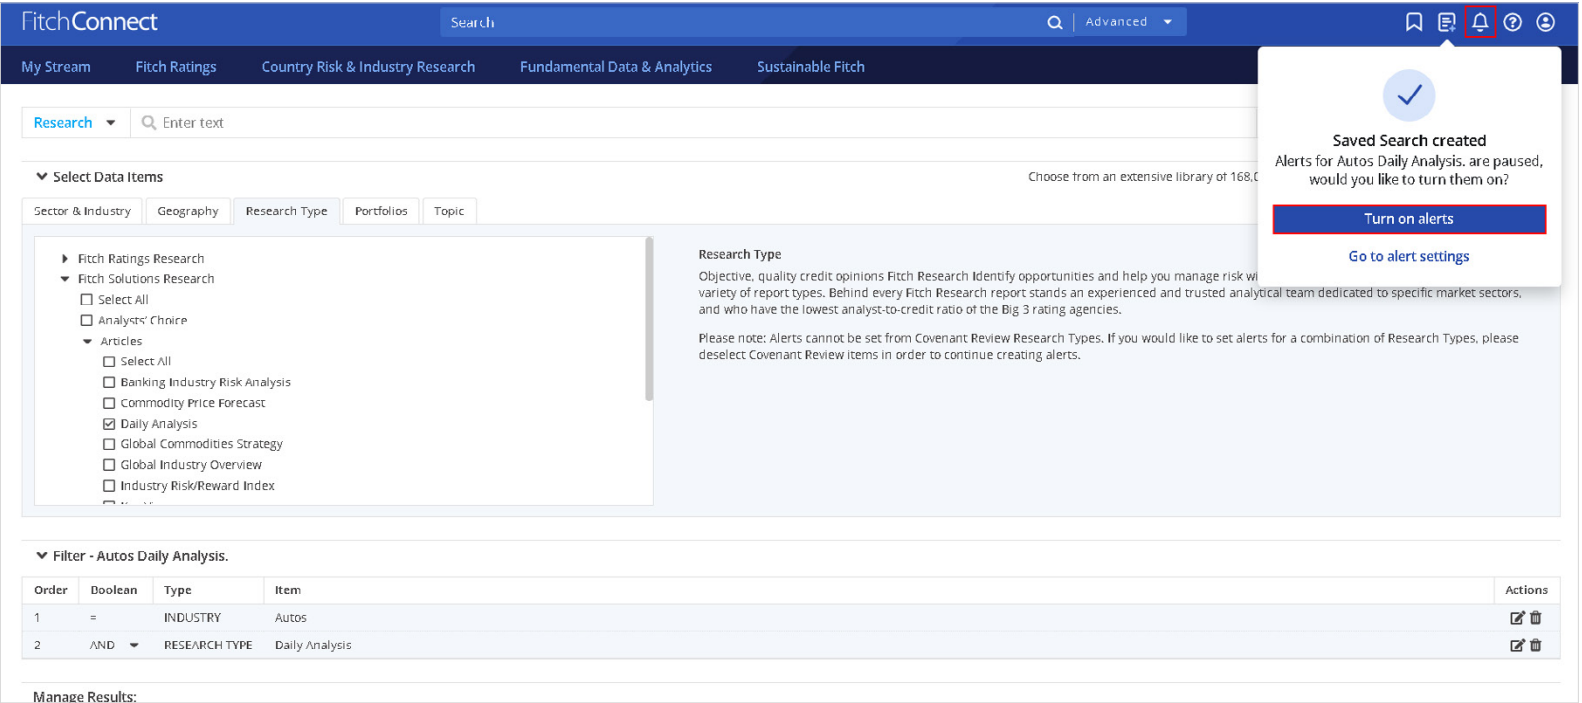 FitchConnect
Search
Advanced
My Stream
Fitch Ratings
Country Risk & Industry Research
Fundamental Data & Analytics
Sustainable Fitch
Saved Search created
Alerts for Autos Daily Analysis. are paused,
would you like to turn them on?
Turn on alerts
Go to alert settings
Research
Enter text
Select Data Items
Choose from an extensive library of 168,
Sector & Industry
Geography
Research Type
Portfolios
Topic
Fitch Ratings Research
Fitch Solutions Research
Select All
Analysts' Choice
Articles
Select All
Banking Industry Risk Analysis
Commodity Price Forecast
Daily Analysis
Global Commodities Strategy
Global Industry Overview
Industry Risk/Reward Index
Research Type
Objective, quality credit opinions Fitch Research Identify opportunities and help you manage risk wi
variety of report types. Behind every Fitch Research report stands an experienced and trusted analytical team dedicated to specific market sectors,
and who have the lowest analyst-to-credit ratio of the Big 3 rating agencies.
Please note: Alerts cannot be set from Covenant Review Research Types. If you would like to set alerts for a combination of Research Types, please
deselect Covenant Review items in order to continue creating alerts.
Filter - Autos Daily Analysis.
Order Boolean Type Item Actions
1 = INDUSTRY Autos
2 AND RESEARCH TYPE Daily Analysis
Manage Results: